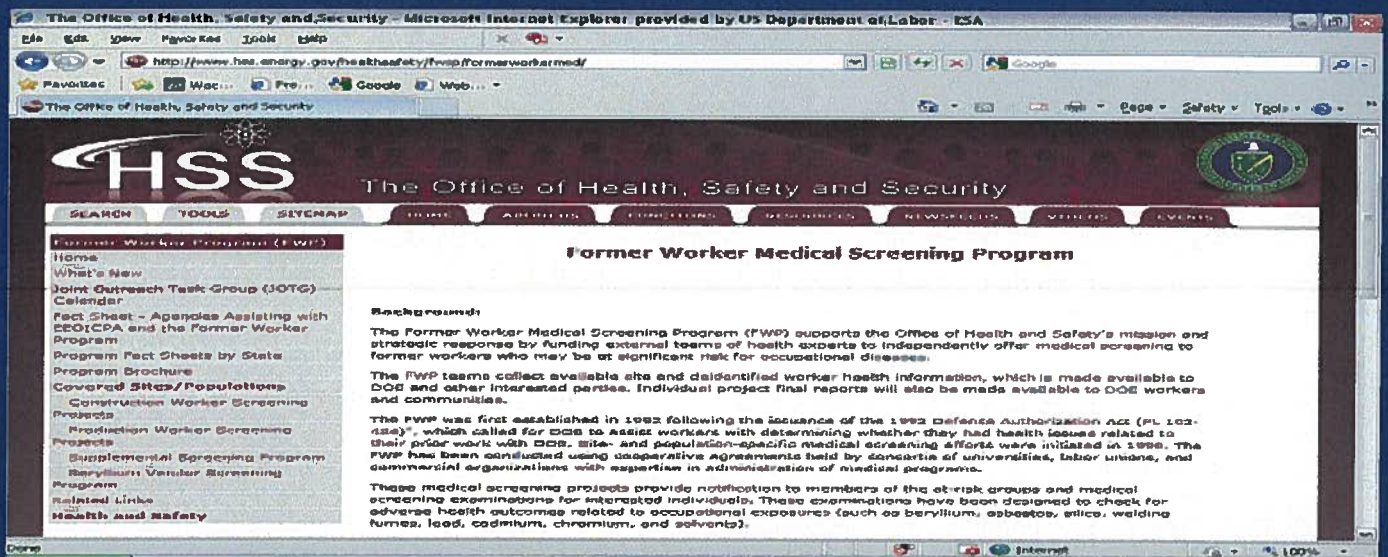 The Office of Health, Safety and Security - Microsoft Internet Explorer provided by US Department of Labor - ESA
File Edit View Favorites Tools Help
http://www.hss.energy.gov/healthsafety/fwsp/formerworkermed/
Google
Favorites Wac... Pre... Google Web...
The Office of Health, Safety and Security
Page Safety Tools
HSS
The Office of Health, Safety and Security
SEARCH TOOLS SITEMAP HOME ABOUT US FUNCTIONS RESOURCES NEWSFEEDS VIDEOS EVENTS
Former Worker Program (FWP)
Home
What's New
Joint Outreach Task Group (JOTG)
Calendar
Fact Sheet - Agencies Assisting with
EEOICPA and the Former Worker
Program
Program Fact Sheets by State
Program Brochure
Covered Sites/Populations
Construction Worker Screening
Projects
Production Worker Screening
Projects
Supplemental Screening Program
Beryllium Vendor Screening
Program
Related Links
Health and Safety
Former Worker Medical Screening Program
Background:
The Former Worker Medical Screening Program (FWP) supports the Office of Health and Safety's mission and
strategic response by funding external teams of health experts to independently offer medical screening to
former workers who may be at significant risk for occupational diseases.
The FWP teams collect available site and deidentified worker health information, which is made available to
DOE and other interested parties. Individual project final reports will also be made available to DOE workers
and communities.
The FWP was first established in 1992 following the issuance of the 1992 Defense Authorization Act (PL 102-
484)", which called for DOE to assist workers with determining whether they had health issues related to
their prior work with DOE. Site- and population-specific medical screening efforts were initiated in 1996. The
FWP has been conducted using cooperative agreements held by consortia of universities, labor unions, and
commercial organizations with expertise in administration of medical programs.
These medical screening projects provide notification to members of the at-risk groups and medical
screening examinations for interested individuals. These examinations have been designed to check for
adverse health outcomes related to occupational exposures (such as beryllium, asbestos, silica, welding
fumes, lead, cadmium, chromium, and solvents).
Done Internet 100%